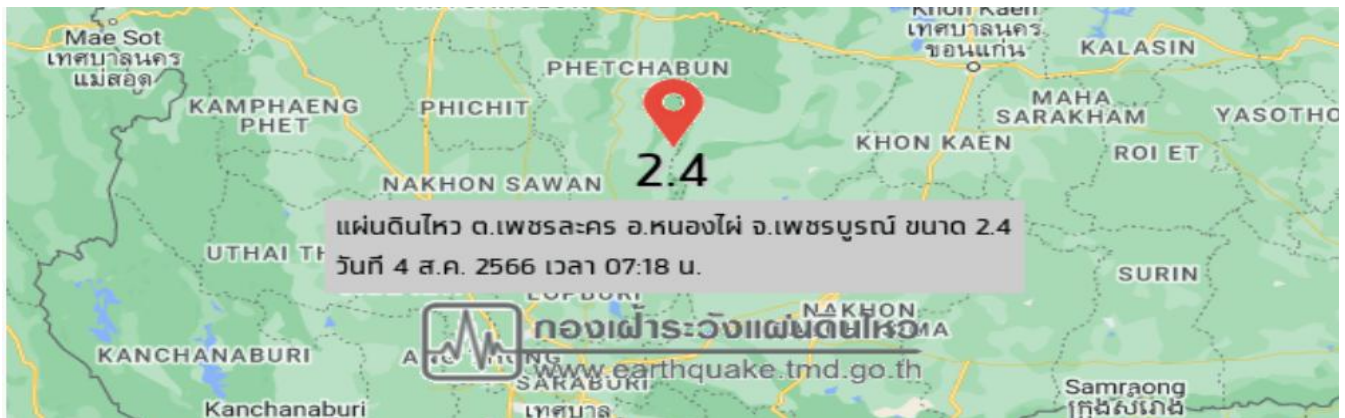 Khon Kaen
Mae Sot
เทศบาลนคร
แม่สอด
เทศบาลนคร
ขอนแก่น
KALASIN
PHETCHABUN
KAMPHAENG
PHET
PHICHIT
MAHA
SARAKHAM
YASOTHO
KHON KAEN
ROI ET
2.4
NAKHON SAWAN
แผ่นดินไหว ต.เพชรละคร อ.หนองไผ่ จ.เพชรบูรณ์ ขนาด 2.4
วันที่ 4 ส.ค. 2566 เวลา 07:18 น.
UTHAI TH
SURIN
LOPBURI
NAKHON
กองเฝ้าระวังแผ่นดินไหว
KANCHANABURI
www.earthquake.tmd.go.th
SARABURI
Samraong
ក្រុងសំរោង
Kanchanaburi
เทศบาล